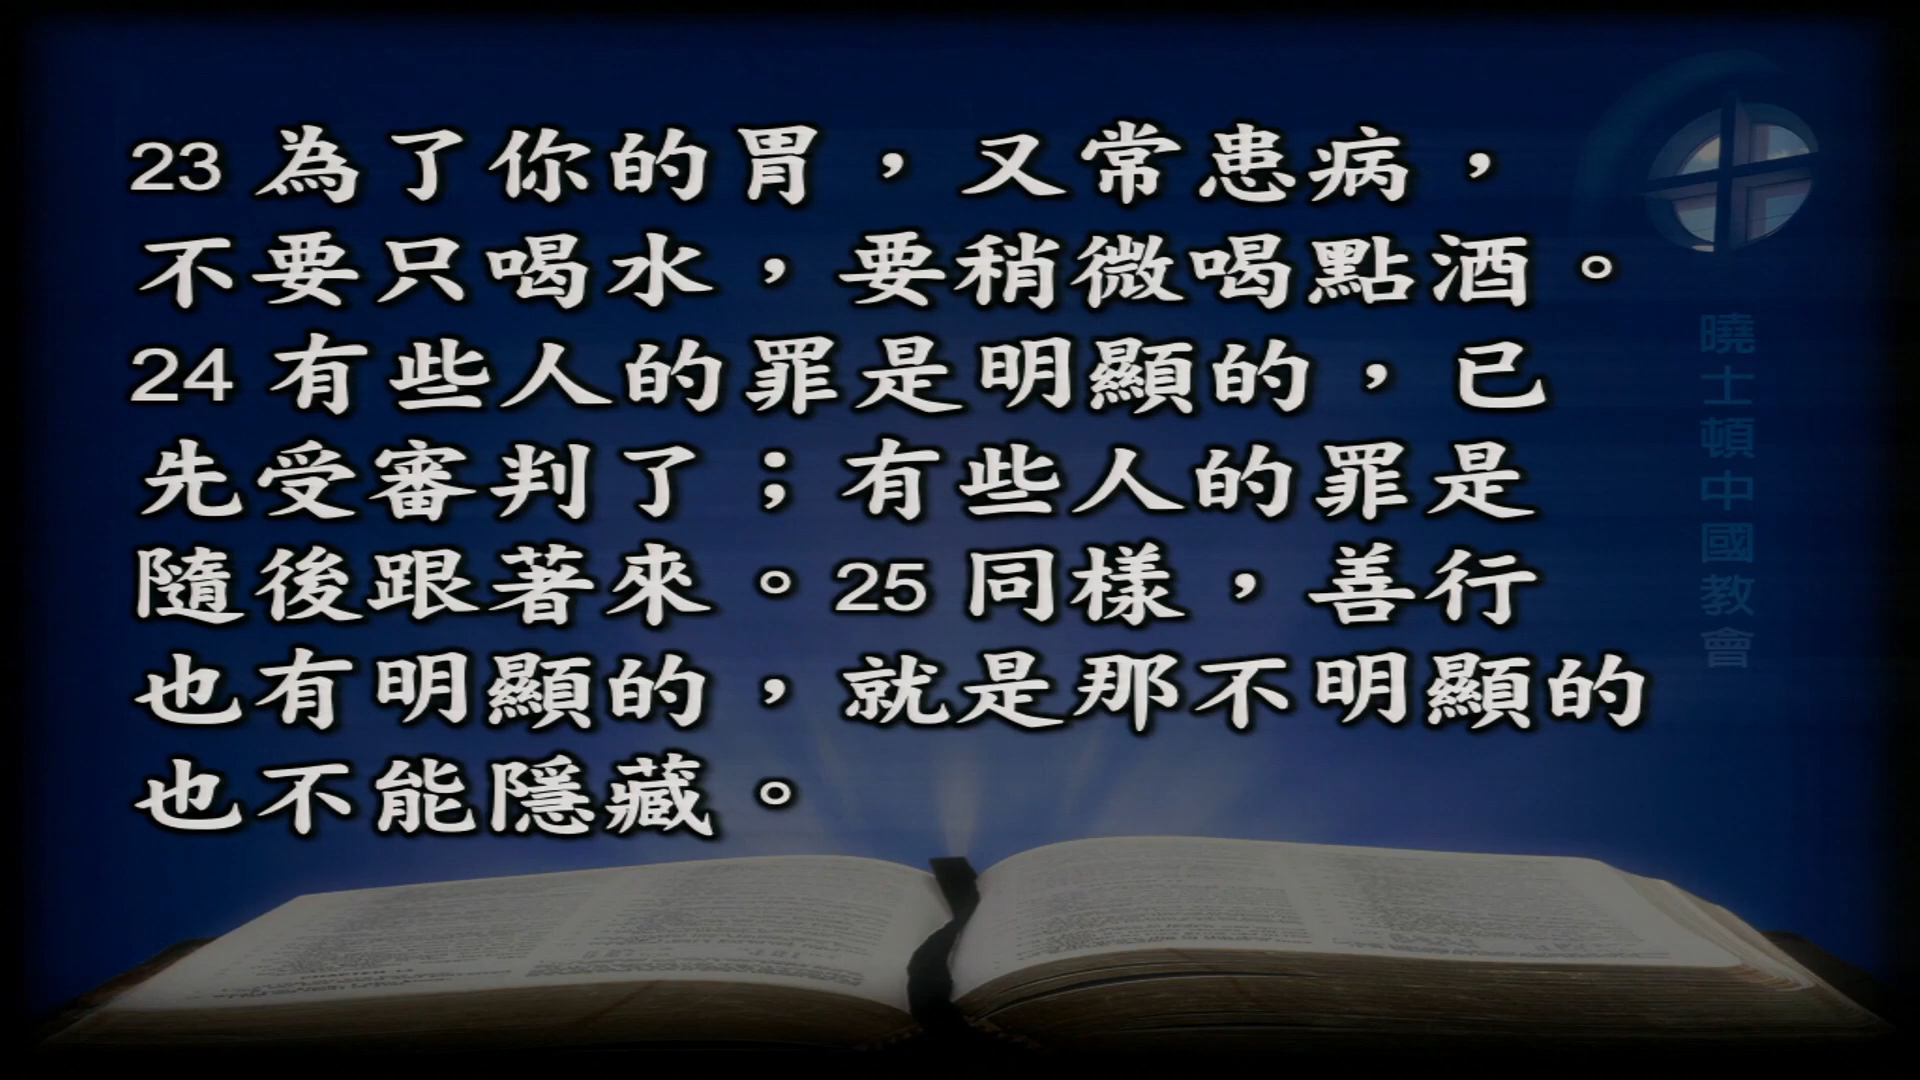 23 為了你的胃，又常患病，
不要只喝水，要稍微喝點酒。
24 有些人的罪是明顯的，已
先受審判了；有些人的罪是
隨後跟著來。25 同樣，善行
也有明顯的，就是那不明顯的
也不能隱藏。
曉士頓中國教會